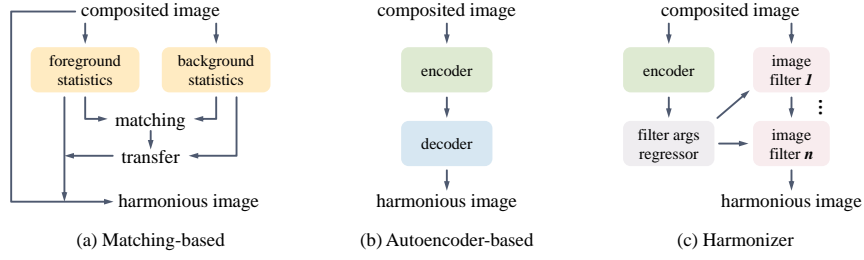 composited image
foreground
statistics
background
statistics
matching
transfer
harmonious image
(a) Matching-based
composited image
encoder
decoder
harmonious image
(b) Autoencoder-based
composited image
encoder
filter args
regressor
image
filter 1
...
image
filter n
harmonious image
(c) Harmonizer